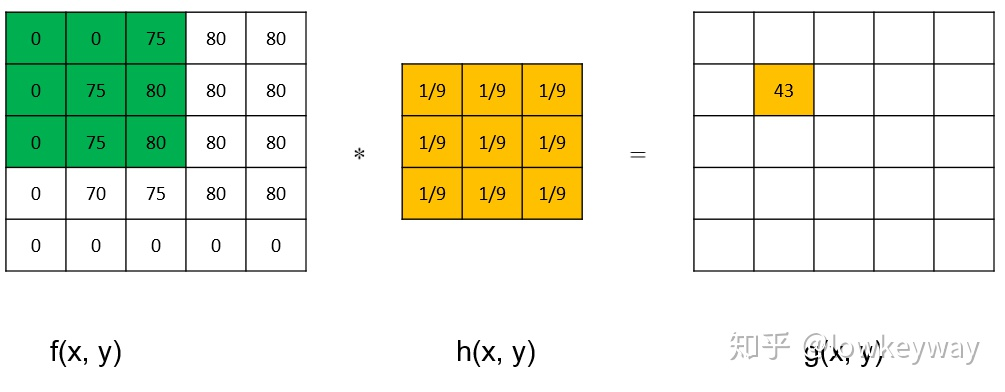 0 0 75 80 80
0 75 80 80 80
0 75 80 80 80
0 70 75 80 80
0 0 0 0 0
*
1/9 1/9 1/9
1/9 1/9 1/9
1/9 1/9 1/9
=
43
f(x, y)
h(x, y)
g(x, y)
知乎 @lowkeyway